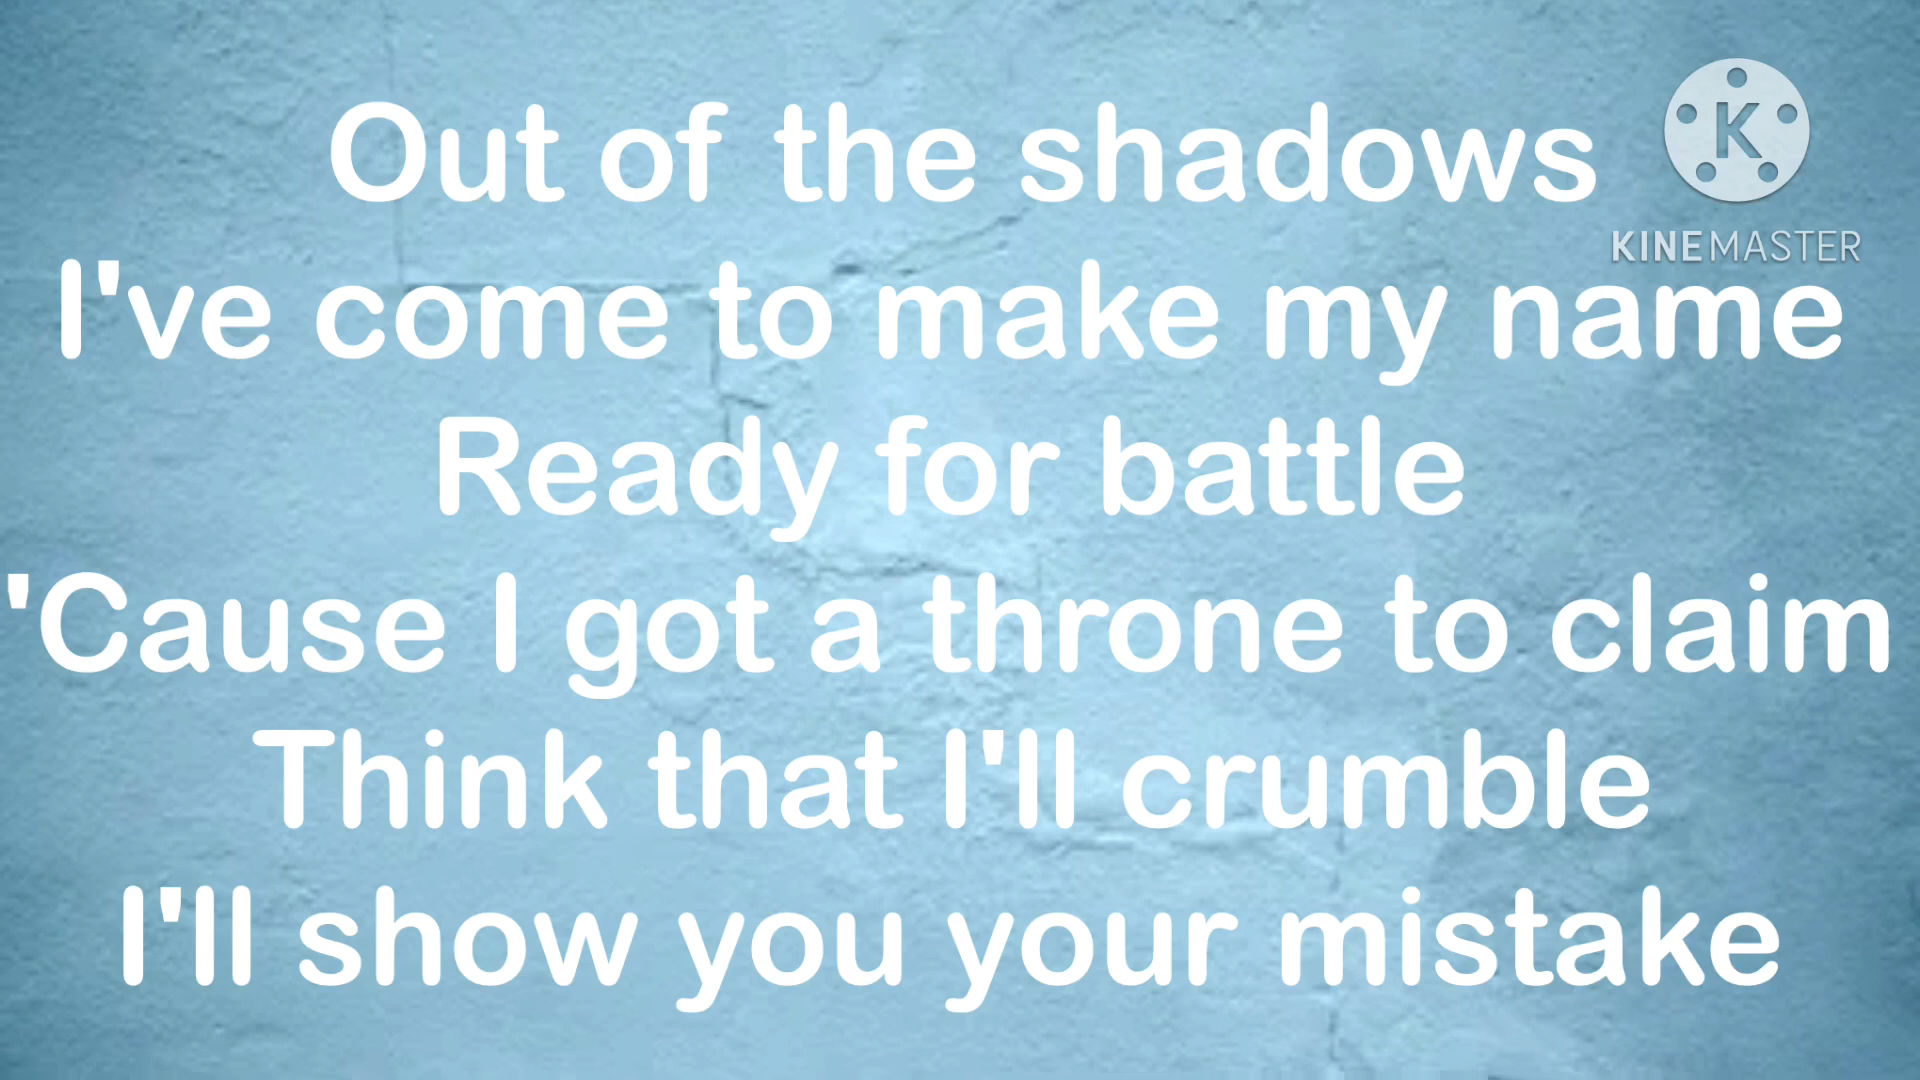 Out of the shadows
K
KINEMASTER
I've come to make my name
Ready for battle
'Cause I got a throne to claim
Think that I'll crumble
I'll show you your mistake